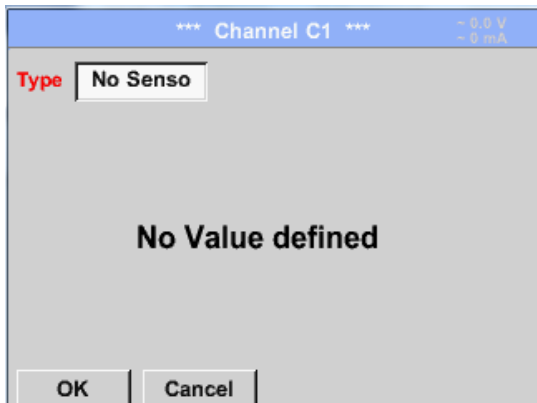 *** Channel C1 ***
~ 0.0 V
~ 0 mA
Type No Senso
No Value defined
OK Cancel